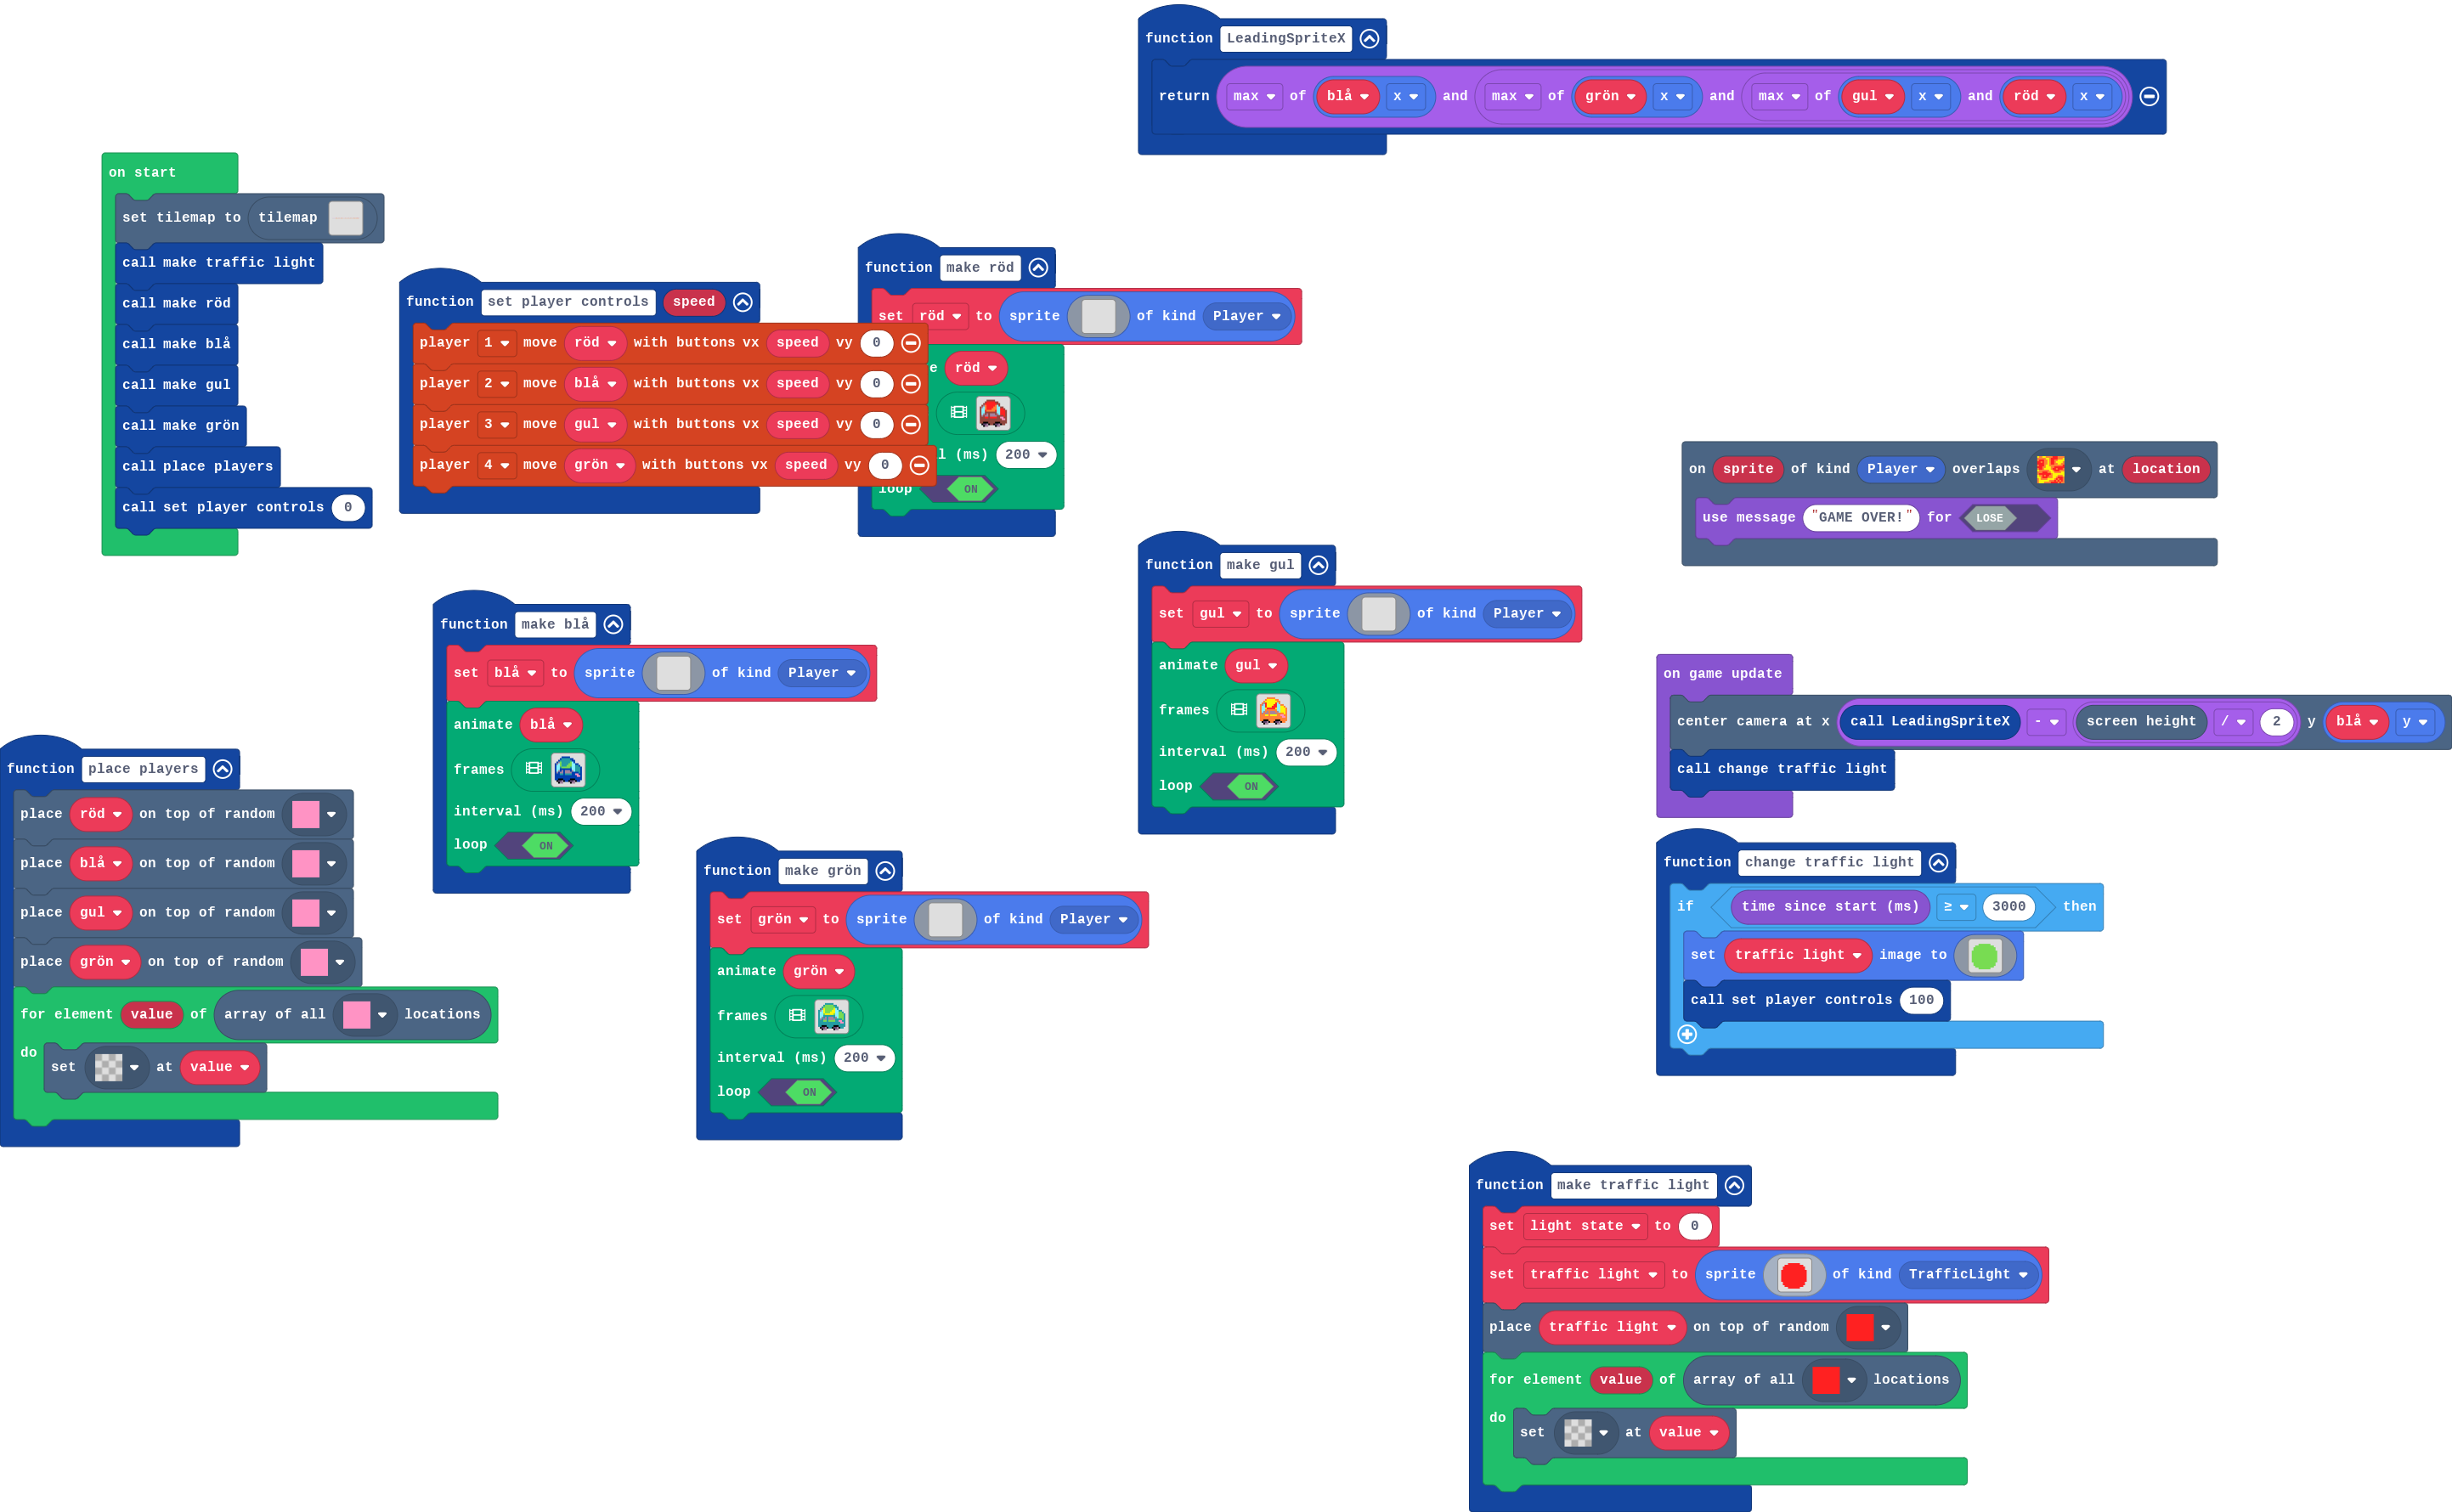 function LeadingSpriteX
return max of blå x and max of grön x and max of gul x and röd x
on start
set tilemap to tilemap
call make traffic light
call make röd
call make blå
call make gul
call make grön
call place players
call set player controls 0
function set player controls speed
player 1 move röd with buttons vx speed vy 0
player 2 move blå with buttons vx speed vy 0
player 3 move gul with buttons vx speed vy 0
player 4 move grön with buttons vx speed vy 0
function make röd
set röd to sprite of kind Player
e röd
l (ms) 200
loop ON
on sprite of kind Player overlaps at location
use message "GAME OVER!" for LOSE
function make gul
set gul to sprite of kind Player
animate gul
frames
interval (ms) 200
loop ON
function make blå
set blå to sprite of kind Player
animate blå
frames
interval (ms) 200
loop ON
on game update
center camera at x call LeadingSpriteX - screen height / 2 y blå y
call change traffic light
function place players
place röd on top of random
place blå on top of random
place gul on top of random
place grön on top of random
for element value of array of all locations
do set at value
function make grön
set grön to sprite of kind Player
animate grön
frames
interval (ms) 200
loop ON
function change traffic light
if time since start (ms) ≥ 3000 then
set traffic light image to
call set player controls 100
function make traffic light
set light state to 0
set traffic light to sprite of kind TrafficLight
place traffic light on top of random
for element value of array of all locations
do set at value